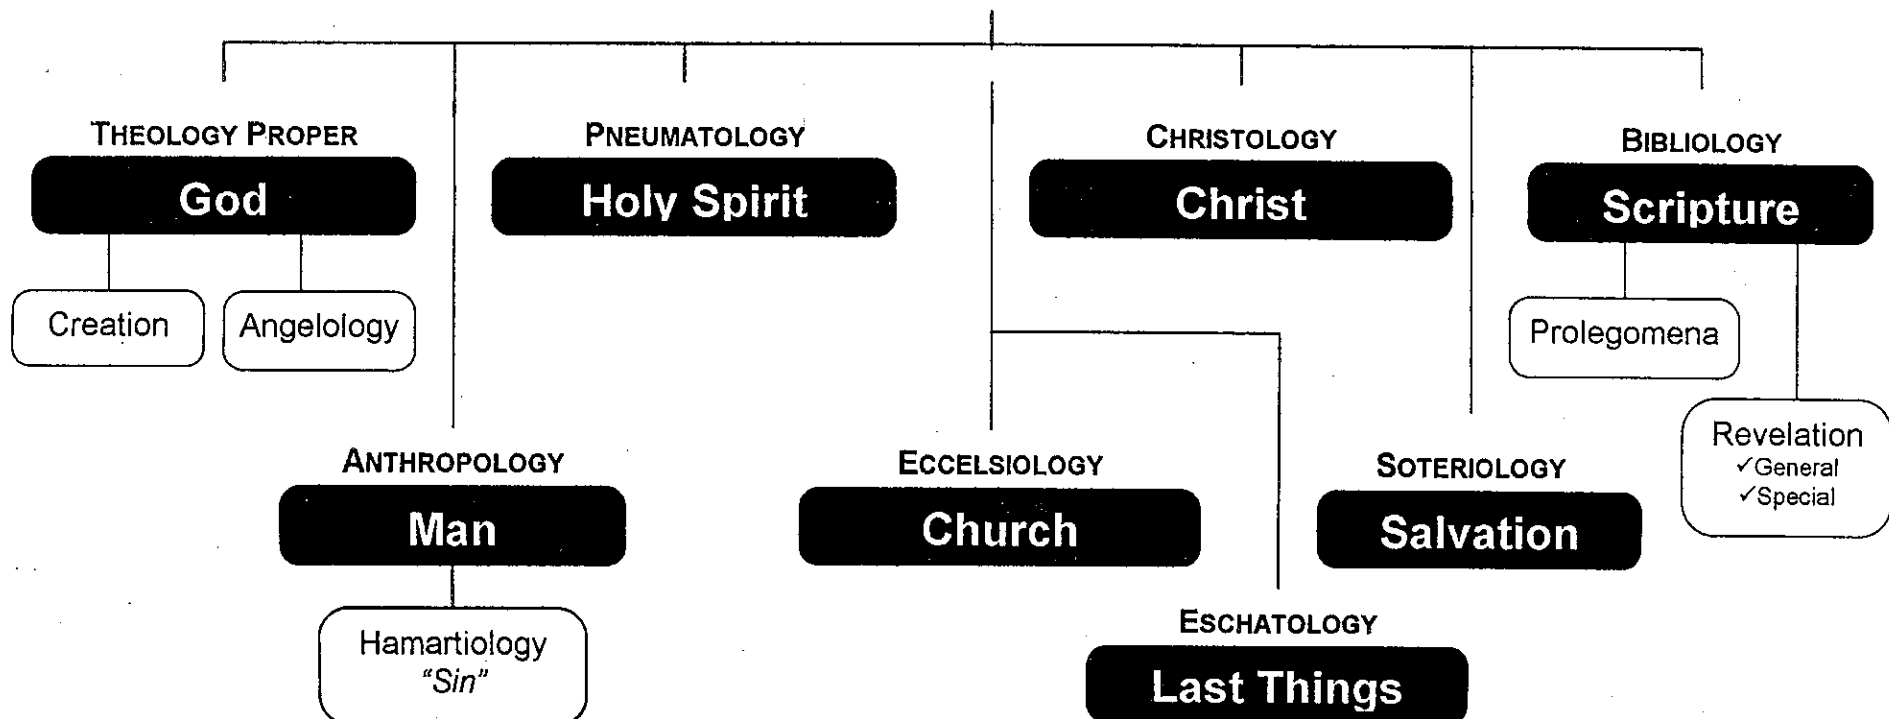 THEOLOGY PROPER
God
Creation
Angelology
PNEUMATOLOGY
Holy Spirit
CHRISTOLOGY
Christ
BIBLIOLOGY
Scripture
Prolegomena
Revelation
✓General
✓Special
ANTHROPOLOGY
Man
Hamartiology
"Sin"
ECCELSIOLOGY
Church
SOTERIOLOGY
Salvation
ESCHATOLOGY
Last Things